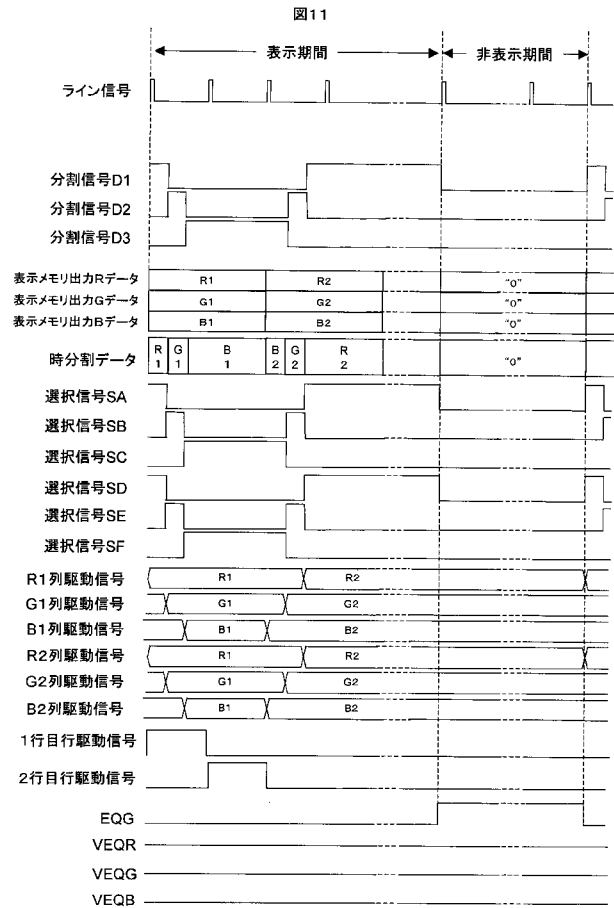 図11
表示期間 非表示期間
ライン信号
分割信号D1
分割信号D2
分割信号D3
表示メモリ出力Rデータ R1 R2 "0"
表示メモリ出力Gデータ G1 G2 "0"
表示メモリ出力Bデータ B1 B2 "0"
時分割データ R1 G1 B1 B2 G2 R2 "0"
選択信号SA
選択信号SB
選択信号SC
選択信号SD
選択信号SE
選択信号SF
R1列駆動信号 R1 R2
G1列駆動信号 G1 G2
B1列駆動信号 B1 B2
R2列駆動信号 R1 R2
G2列駆動信号 G1 G2
B2列駆動信号 B1 B2
1行目行駆動信号
2行目行駆動信号
EQG
VEQR
VEQG
VEQB